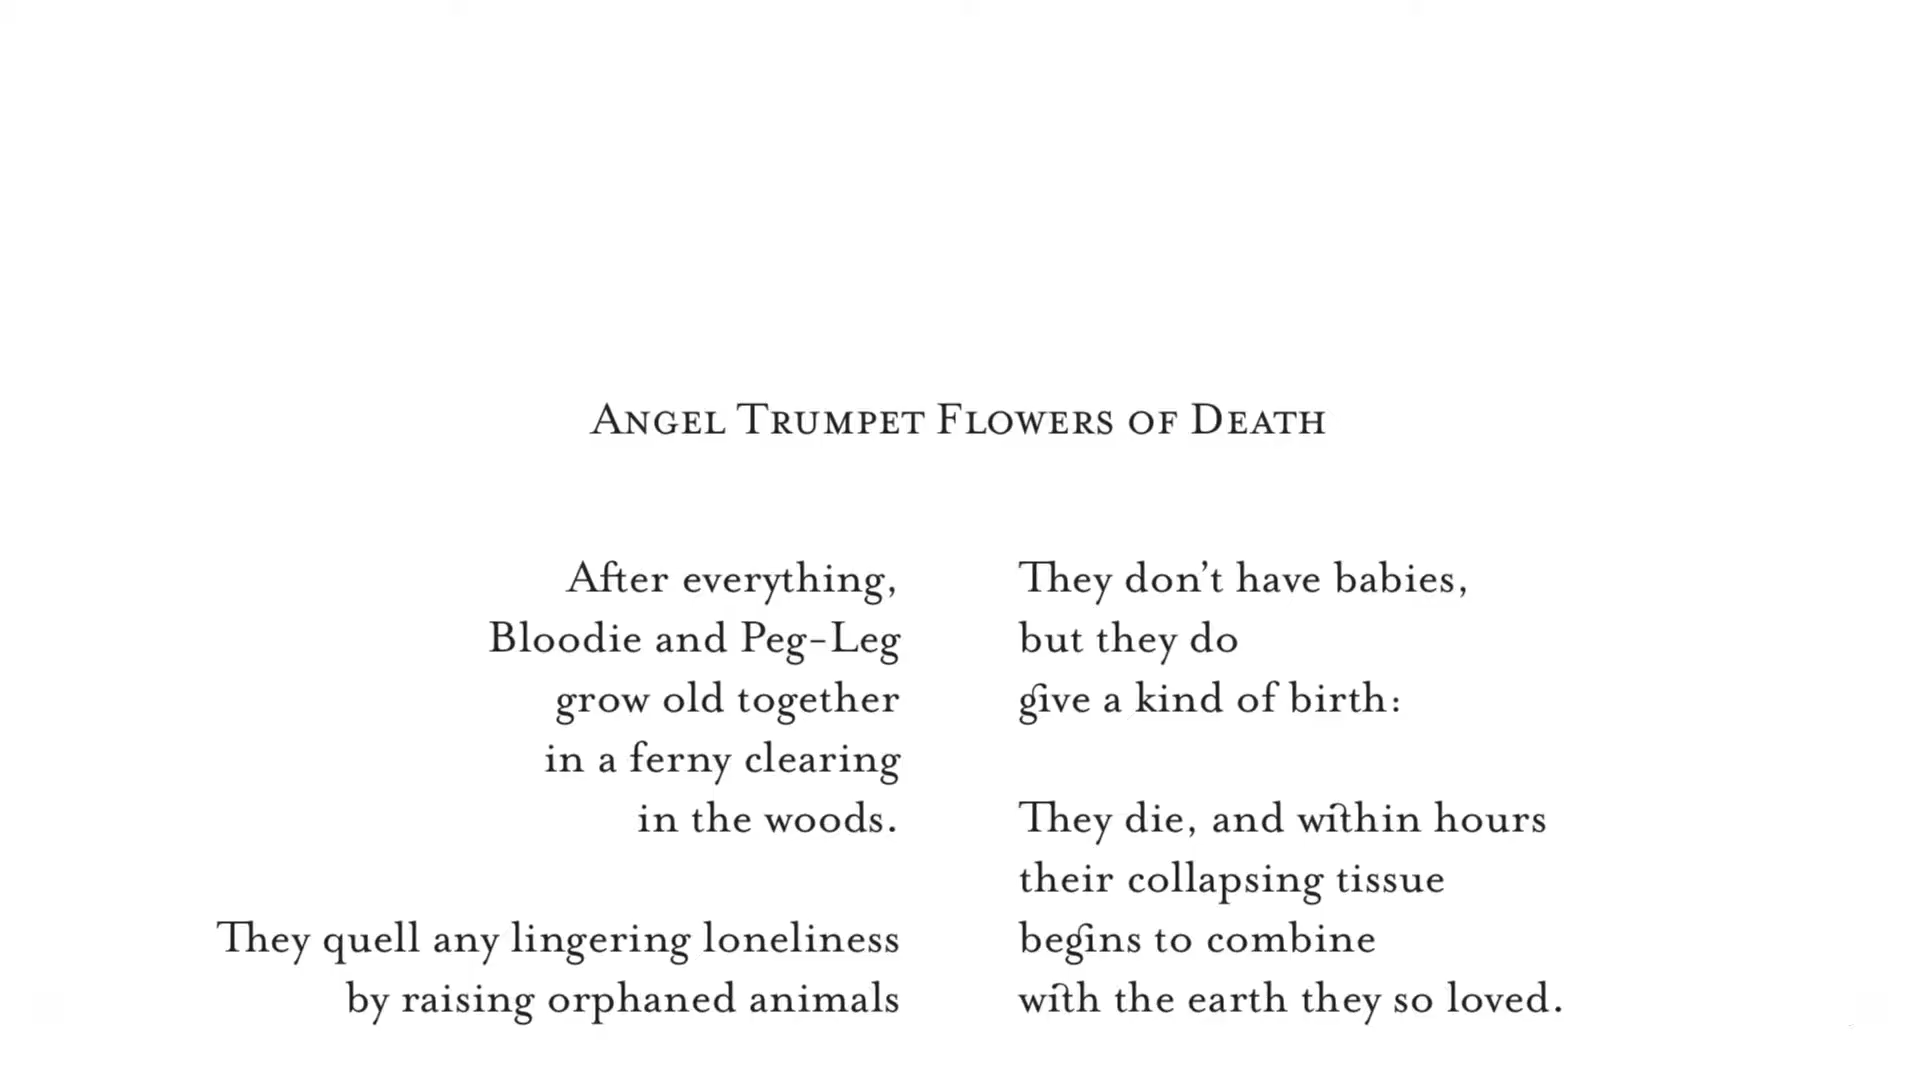 Angel Trumpet Flowers of Death
After everything,
Bloodie and Peg-Leg
grow old together
in a ferny clearing
in the woods.
They quell any lingering loneliness
by raising orphaned animals
They don't have babies,
but they do
give a kind of birth:
They die, and within hours
their collapsing tissue
begins to combine
with the earth they so loved.